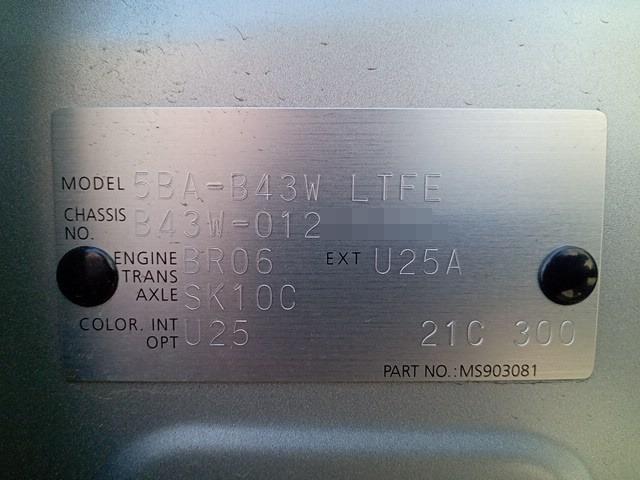 MODEL 5BA-B43W LTFE
CHASSIS NO. B43W-012
ENGINE BR06 EXT U25A
TRANS AXLE SK10C
COLOR. INT U25
OPT 21C 300
PART NO.:MS903081